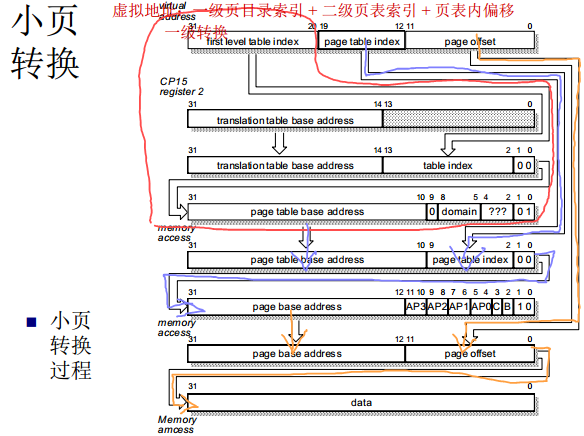 小页
转换
虚拟地址：一级页目录索引＋二级页表索引＋页表内偏移
一级转换
virtual
address
31 20 19 12 11 0
first level table index page table index page offset
CP15
register 2
31 14 13 0
translation table base address
31 14 13 2 1 0
translation table base address table index 0 0
31 10 9 8 5 4 2 1 0
page table base address 0 domain ??? 0 1
memory
access
31 10 9 2 1 0
page table base address page table index 0 0
31 12 11 10 9 8 7 6 5 4 3 2 1 0
page base address AP3 AP2 AP1 AP0 C B 1 0
■ 小页
转换
过程
memory
access
31 12 11 0
page base address page offset
31 0
data
Memory
amcess